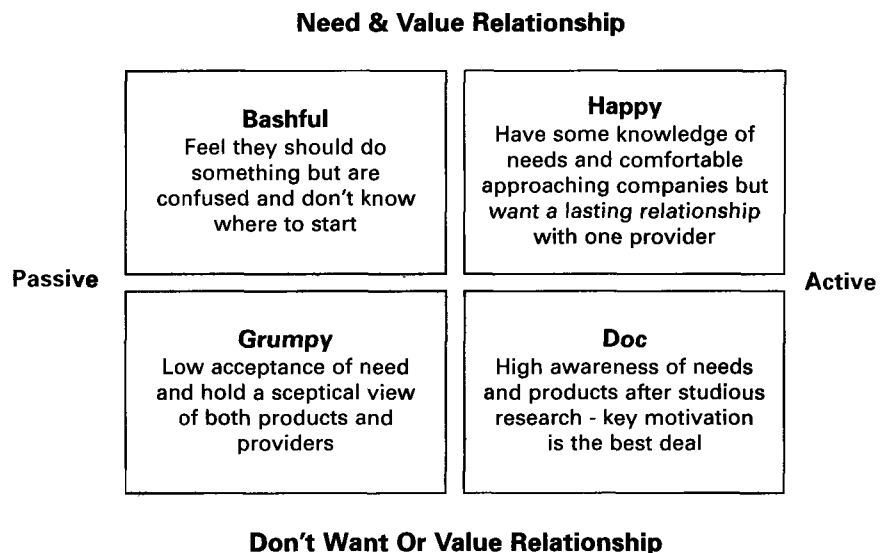 Need & Value Relationship
Bashful
Feel they should do
something but are
confused and don't know
where to start
Happy
Have some knowledge of
needs and comfortable
approaching companies but
want a lasting relationship
with one provider
Passive
Active
Grumpy
Low acceptance of need
and hold a sceptical view
of both products and
providers
Doc
High awareness of needs
and products after studious
research - key motivation
is the best deal
Don't Want Or Value Relationship